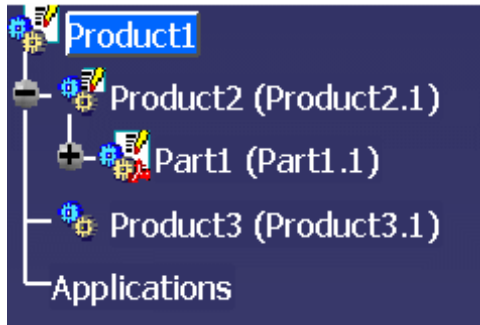 Product1
Product2 (Product2.1)
Part1 (Part1.1)
Product3 (Product3.1)
Applications